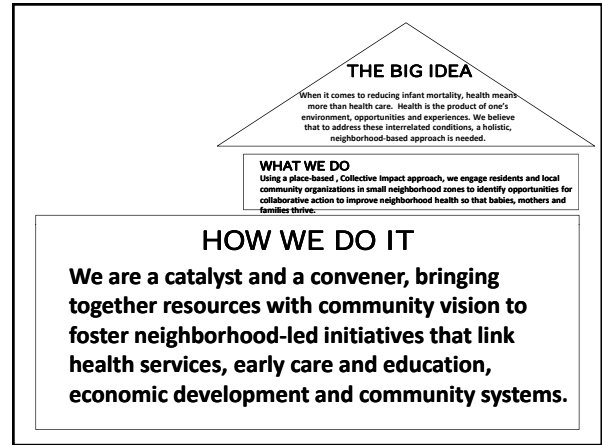 THE BIG IDEA
When it comes to reducing infant mortality, health means
more than health care. Health is the product of one's
environment, opportunities and experiences. We believe
that to address these interrelated conditions, a holistic,
neighborhood-based approach is needed.
WHAT WE DO
Using a place-based , Collective Impact approach, we engage residents and local
community organizations in small neighborhood zones to identify opportunities for
collaborative action to improve neighborhood health so that babies, mothers and
families thrive.
HOW WE DO IT
We are a catalyst and a convener, bringing
together resources with community vision to
foster neighborhood-led initiatives that link
health services, early care and education,
economic development and community systems.